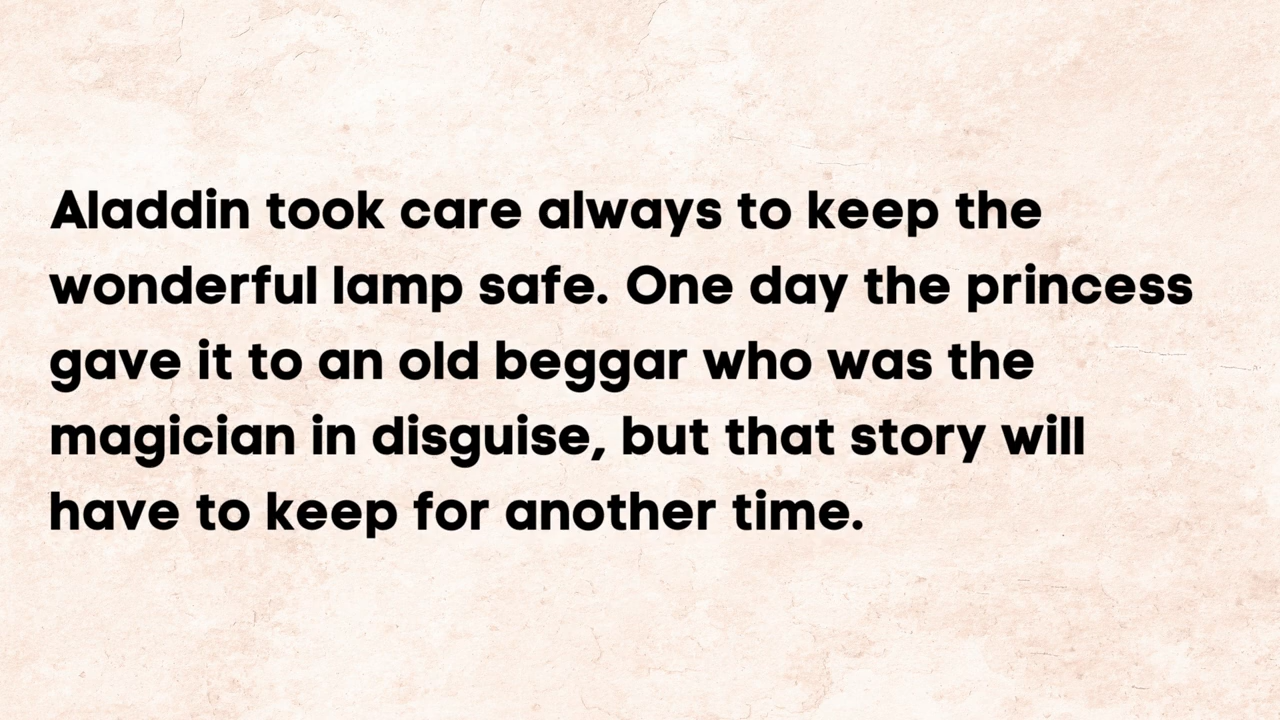 Aladdin took care always to keep the
wonderful lamp safe. One day the princess
gave it to an old beggar who was the
magician in disguise, but that story will
have to keep for another time.